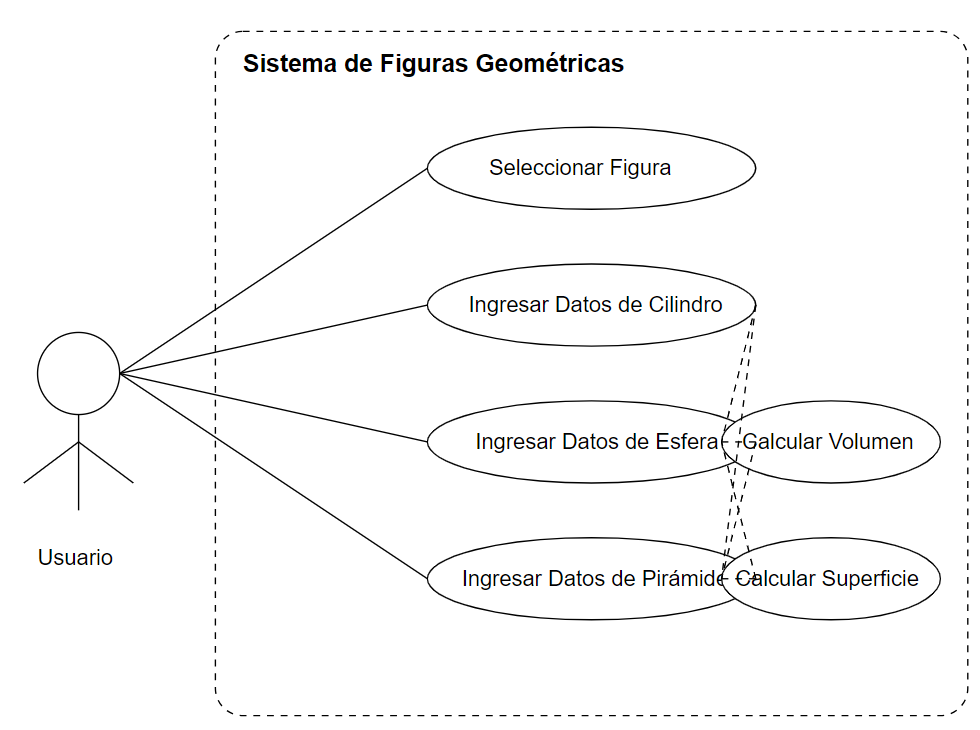 Sistema de Figuras Geométricas
Seleccionar Figura
Ingresar Datos de Cilindro
Ingresar Datos de Esfera
Calcular Volumen
Usuario
Ingresar Datos de Pirámide
Calcular Superficie